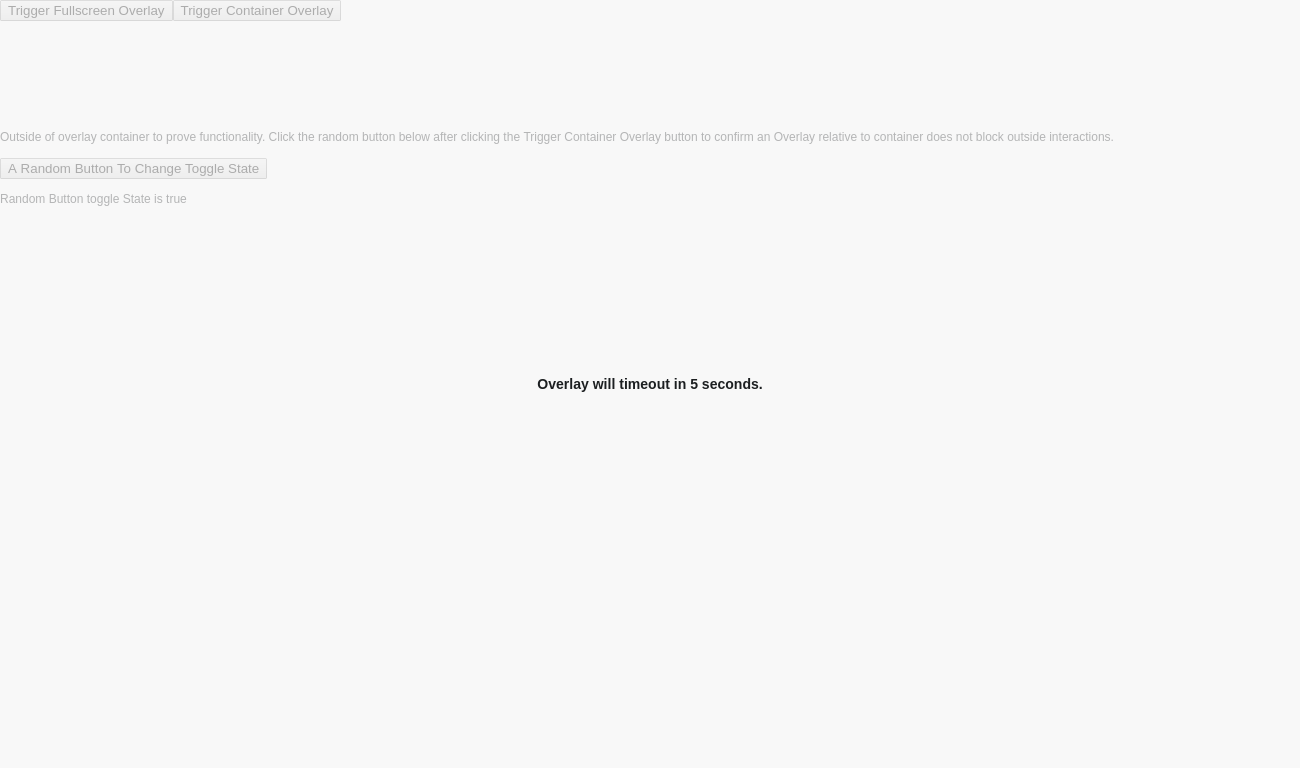 Trigger Fullscreen Overlay Trigger Container Overlay
Outside of overlay container to prove functionality. Click the random button below after clicking the Trigger Container Overlay button to confirm an Overlay relative to container does not block outside interactions.
A Random Button To Change Toggle State
Random Button toggle State is true
Overlay will timeout in 5 seconds.